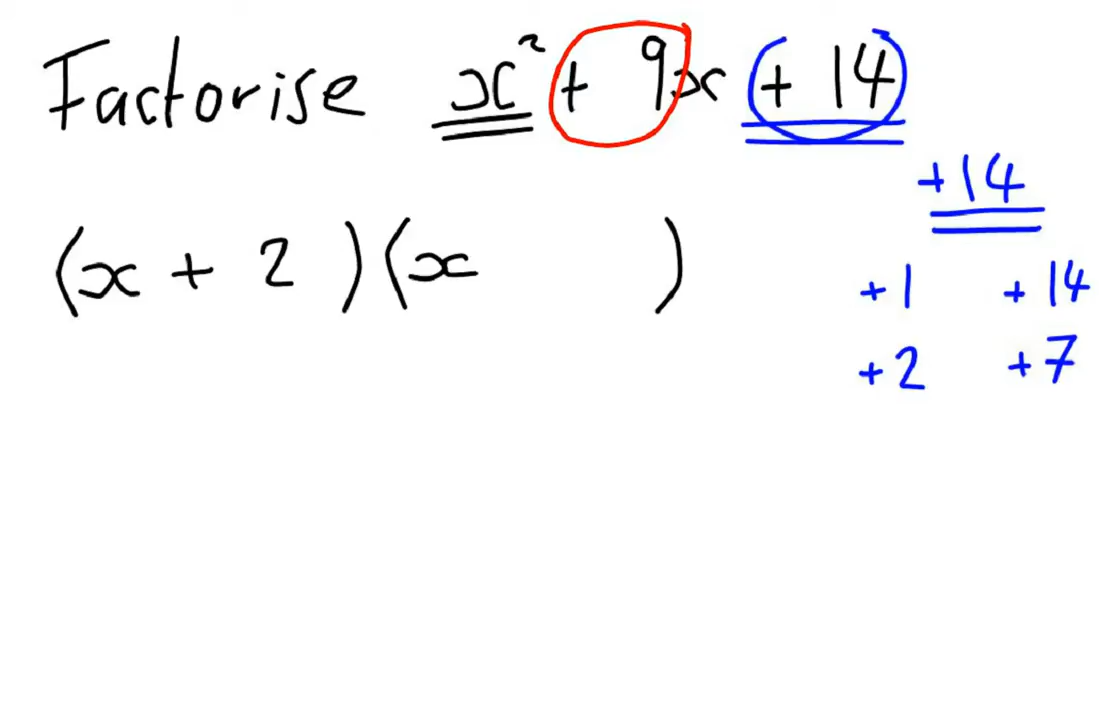 Factorise x² + 9x + 14
+14
(x + 2 )(x )
+1 +14
+2 +7